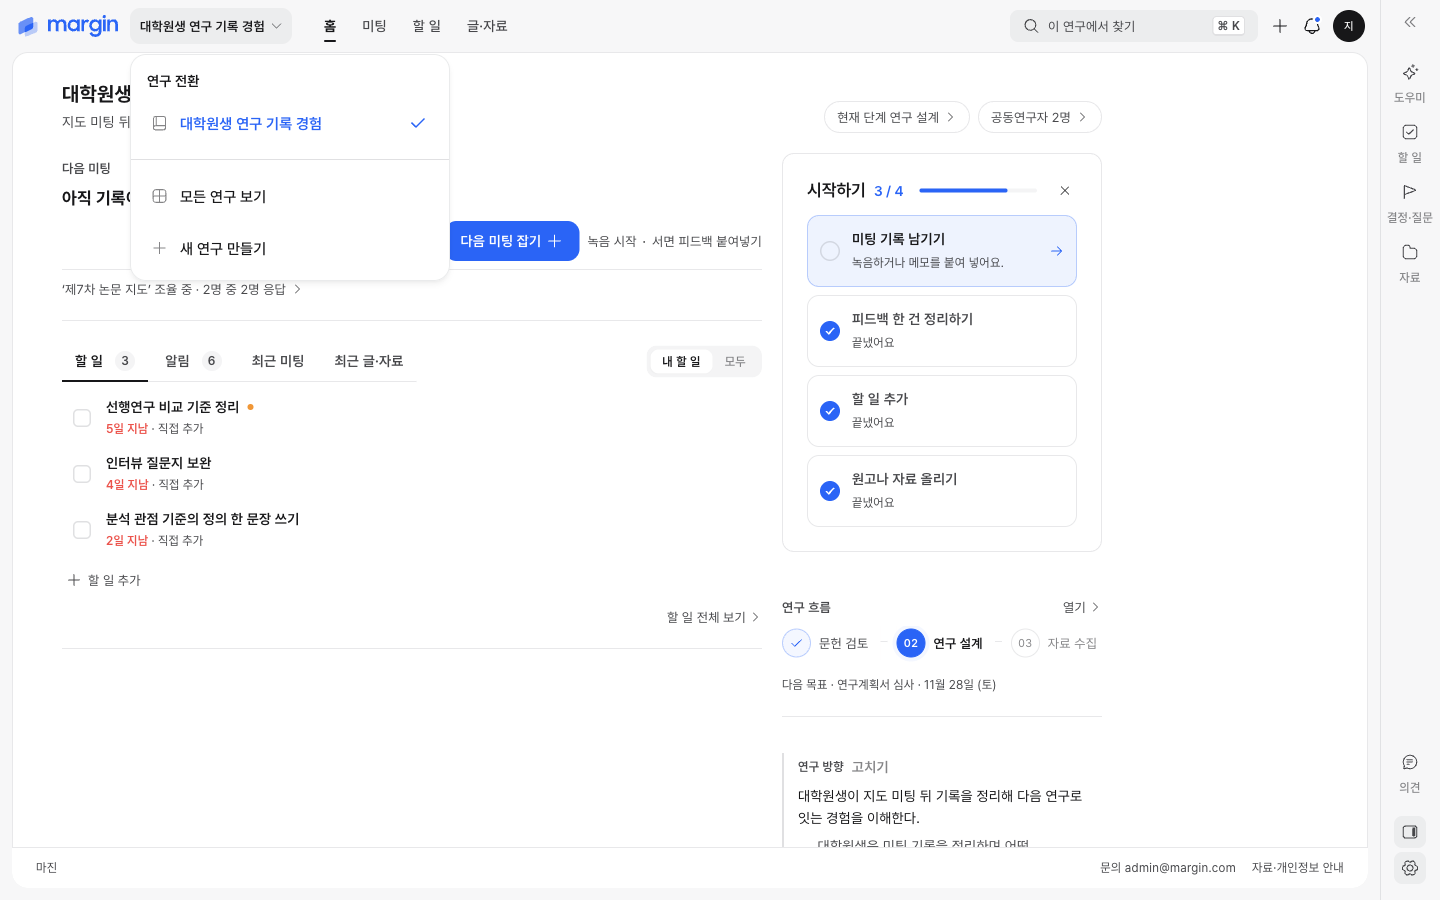 margin
대학원생 연구 기록 경험
홈
미팅
할 일
글·자료
이 연구에서 찾기
⌘ K
지
연구 전환
대학원생 연구 기록 경험
모든 연구 보기
새 연구 만들기
대학원생
지도 미팅 뒤
현재 단계 연구 설계
공동연구자 2명
다음 미팅
아직 기록
다음 미팅 잡기
녹음 시작 · 서면 피드백 붙여넣기
‘제7차 논문 지도’ 조율 중 · 2명 중 2명 응답
할 일 3
알림 6
최근 미팅
최근 글·자료
내 할 일
모두
선행연구 비교 기준 정리
5일 지남 · 직접 추가
인터뷰 질문지 보완
4일 지남 · 직접 추가
분석 관점 기준의 정의 한 문장 쓰기
2일 지남 · 직접 추가
할 일 추가
할 일 전체 보기
시작하기 3 / 4
미팅 기록 남기기
녹음하거나 메모를 붙여 넣어요.
피드백 한 건 정리하기
끝냈어요
할 일 추가
끝냈어요
원고나 자료 올리기
끝냈어요
연구 흐름
열기
문헌 검토
02 연구 설계
03 자료 수집
다음 목표 · 연구계획서 심사 · 11월 28일 (토)
연구 방향 고치기
대학원생이 지도 미팅 뒤 기록을 정리해 다음 연구로
잇는 경험을 이해한다.
대학원생은 미팅 기록을 정리하며 어떤
도우미
할 일
결정·질문
자료
의견
마진
문의 admin@margin.com
자료·개인정보 안내